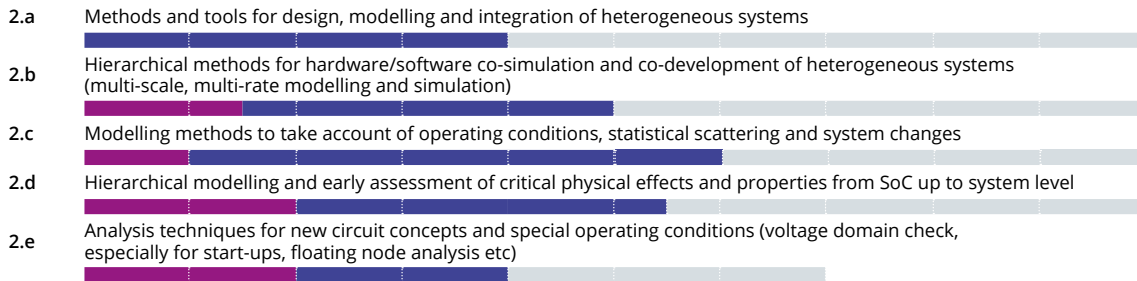 2.a Methods and tools for design, modelling and integration of heterogeneous systems
2.b Hierarchical methods for hardware/software co-simulation and co-development of heterogeneous systems
(multi-scale, multi-rate modelling and simulation)
2.c Modelling methods to take account of operating conditions, statistical scattering and system changes
2.d Hierarchical modelling and early assessment of critical physical effects and properties from SoC up to system level
2.e Analysis techniques for new circuit concepts and special operating conditions (voltage domain check,
especially for start-ups, floating node analysis etc)